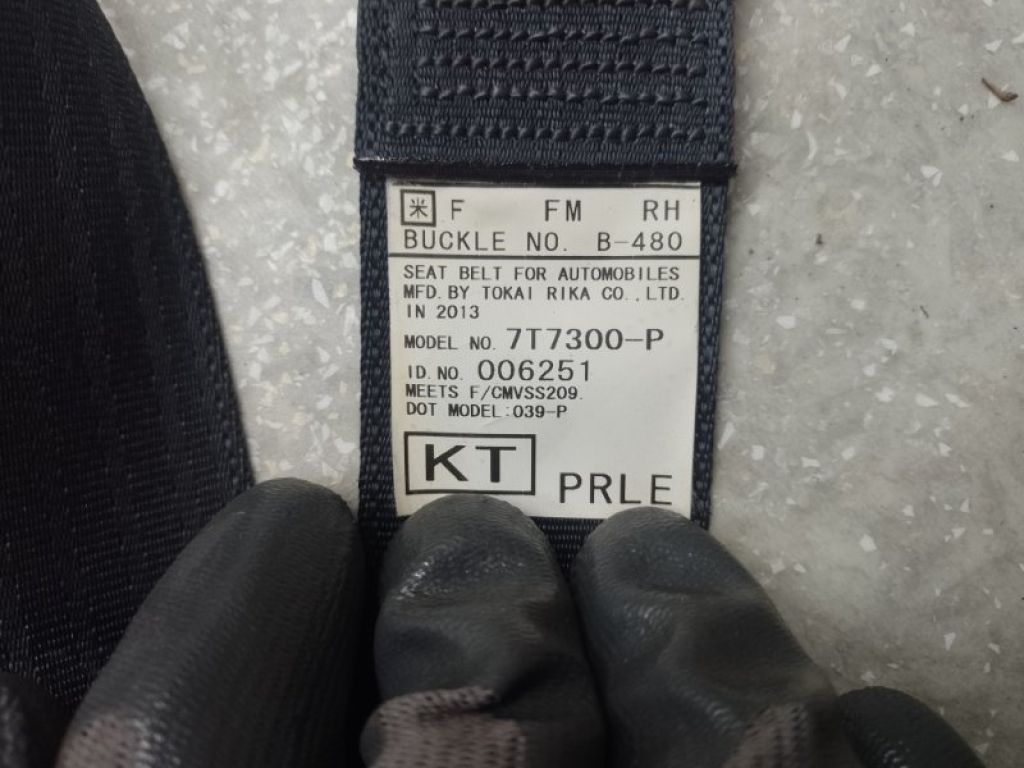 米 F FM RH
BUCKLE NO. B-480
SEAT BELT FOR AUTOMOBILES
MFD. BY TOKAI RIKA CO.,LTD.
IN 2013
MODEL NO. 7T7300-P
ID. NO. 006251
MEETS F/CMVSS209.
DOT MODEL:039-P
KT
PRLE